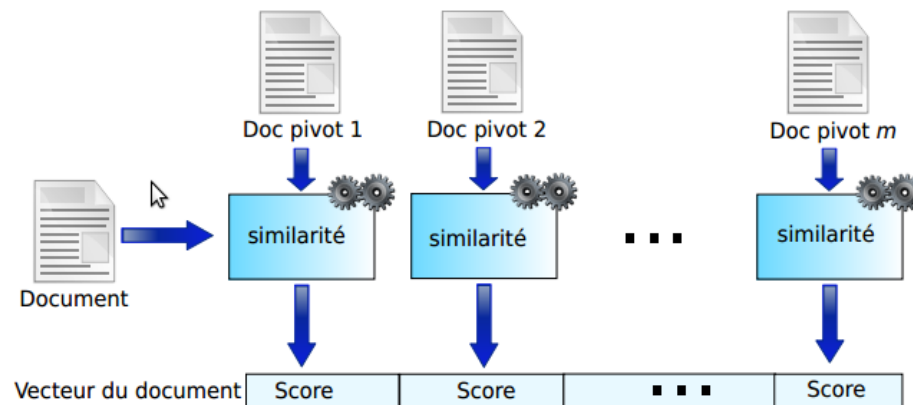 Doc pivot 1
Doc pivot 2
Doc pivot m
similarité
similarité
. . .
similarité
Document
Vecteur du document
Score
Score
. . .
Score